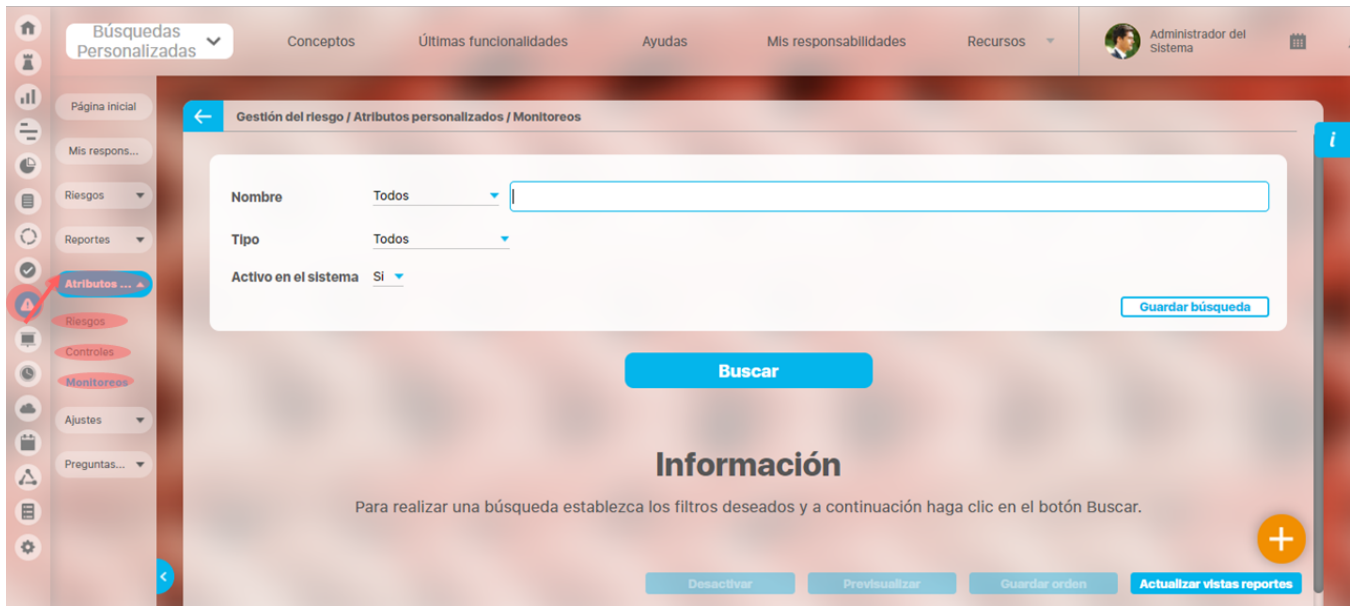 Búsquedas
Personalizadas
Conceptos
Últimas funcionalidades
Ayudas
Mis responsabilidades
Recursos
Administrador del
Sistema
Página inicial
Mis respons...
Riesgos
Reportes
Atributos ...
Riesgos
Controles
Monitoreos
Ajustes
Preguntas...
Gestión del riesgo / Atributos personalizados / Monitoreos
Nombre Todos
Tipo Todos
Activo en el sistema Si
Guardar búsqueda
Buscar
Información
Para realizar una búsqueda establezca los filtros deseados y a continuación haga clic en el botón Buscar.
Desactivar Previsualizar Guardar orden Actualizar vistas reportes
i